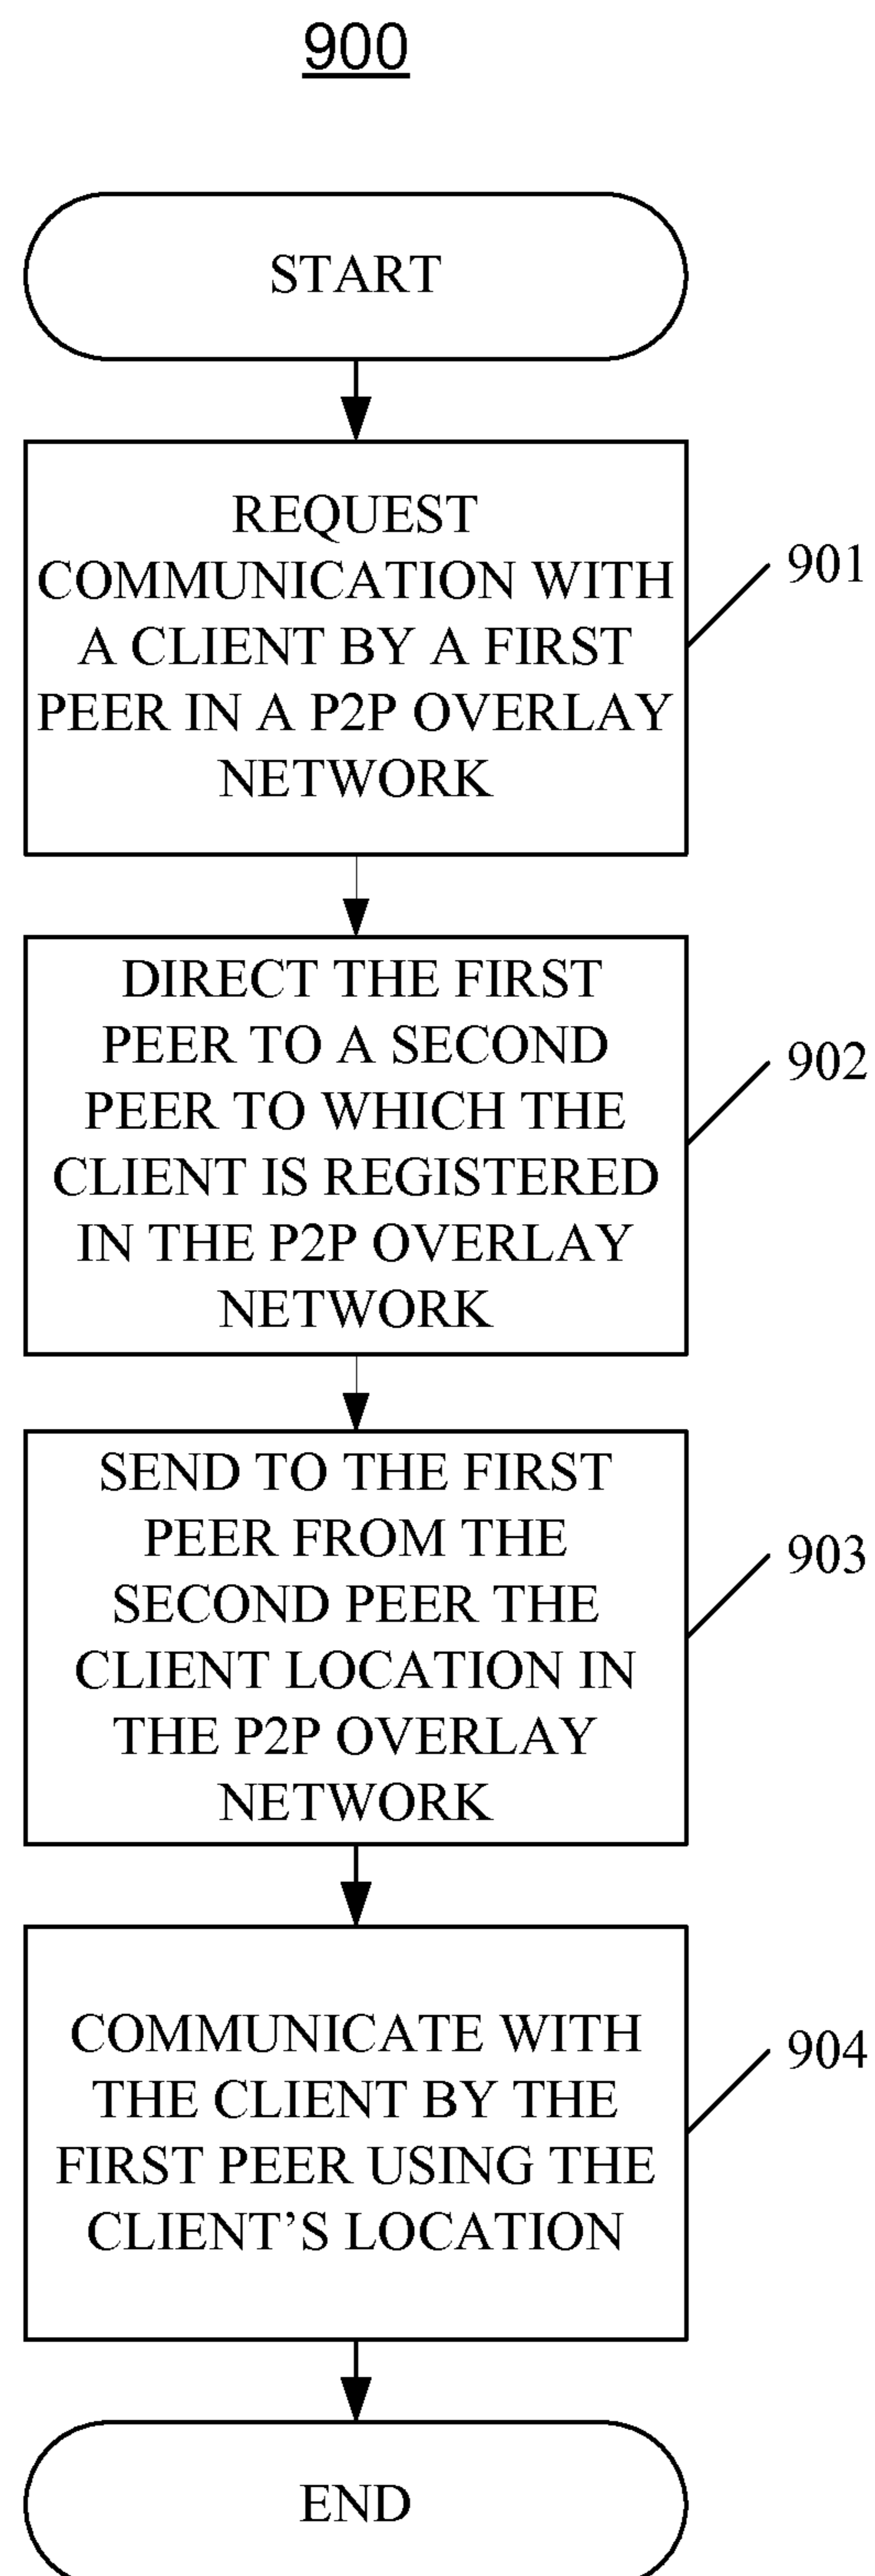 900
START
REQUEST
COMMUNICATION WITH
A CLIENT BY A FIRST
PEER IN A P2P OVERLAY
NETWORK
901
DIRECT THE FIRST
PEER TO A SECOND
PEER TO WHICH THE
CLIENT IS REGISTERED
IN THE P2P OVERLAY
NETWORK
902
SEND TO THE FIRST
PEER FROM THE
SECOND PEER THE
CLIENT LOCATION IN
THE P2P OVERLAY
NETWORK
903
COMMUNICATE WITH
THE CLIENT BY THE
FIRST PEER USING THE
CLIENT’S LOCATION
904
END